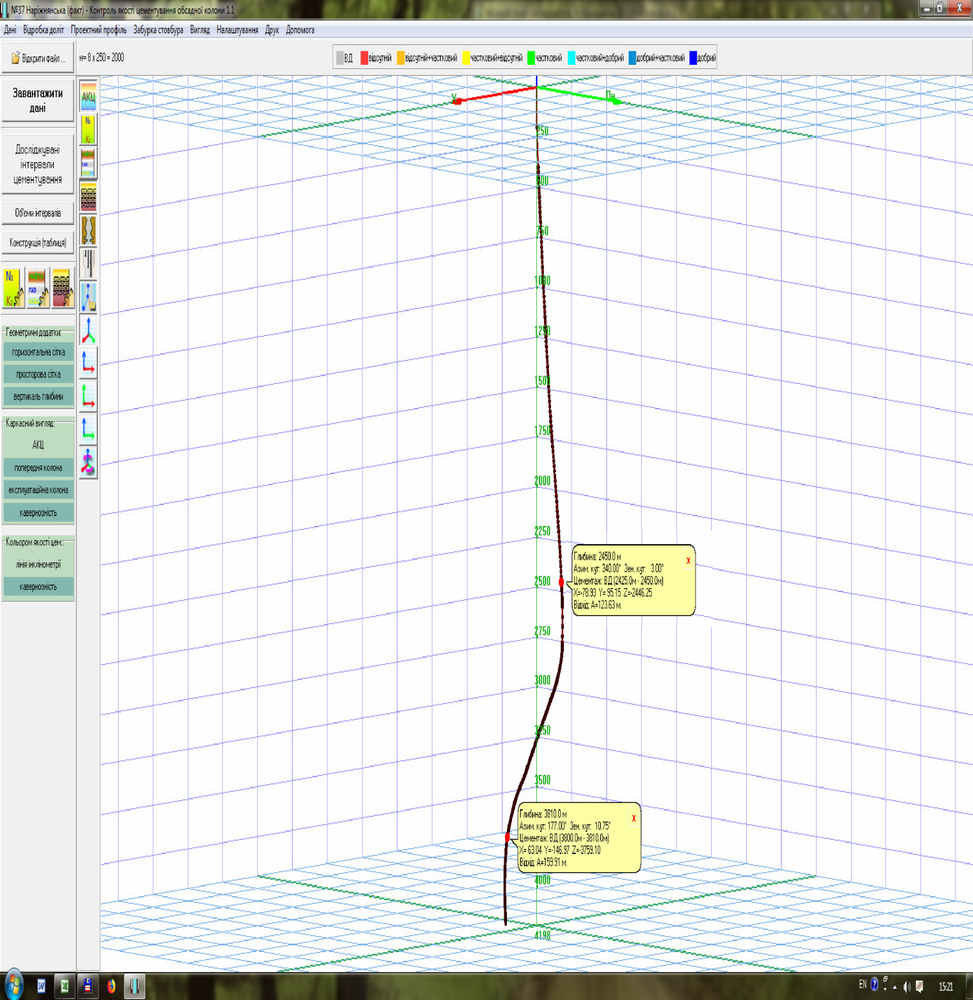 №37 Наріжнянська (факт) - Контроль якості цементування обсадної колони 1.1
Дані Відробка доліт Проектний профіль Забурка стовбура Вигляд Налаштування Друк Допомога
Відкрити файл ...
w= 8 x 250 = 2000
ВД відсутній відсутній+частковий частковий+відсутній частковий частковий+добрий добрий+частковий добрий
Завантажити
дані
Досліджувані
інтервали
цементування
Об'єми інтервалів
Конструкція (таблиця)
N1
K2
газ
Геометричні додатки:
горизонтальна сітка
просторова сітка
вертикаль глибини
Каркасний вигляд:
АКЦ
попередня колона
експлуатаційна колона
кавернозність
Кольором якості цем.:
лінія інклінометрії
кавернозність
АКЦ
N1
K2
газ
X
Пн
250
500
750
1000
1250
1500
1750
2000
2250
2500
2750
3000
3250
3500
4000
4198
Глибина: 2450.0 м
X
Азим. кут: 340.00° Зен. кут: 3.00°
Цементаж: ВД (2425.0м - 2450.0м)
X=-78.93 Y= 95.15 Z=-2446.25
Відхід: A=123.63 м.
Глибина: 3810.0 м
X
Азим. кут: 177.00° Зен. кут: 10.75°
Цементаж: ВД (3800.0м - 3810.0м)
X= 63.04 Y=-146.97 Z=-3759.10
Відхід: A=159.91 м.
EN
15:21